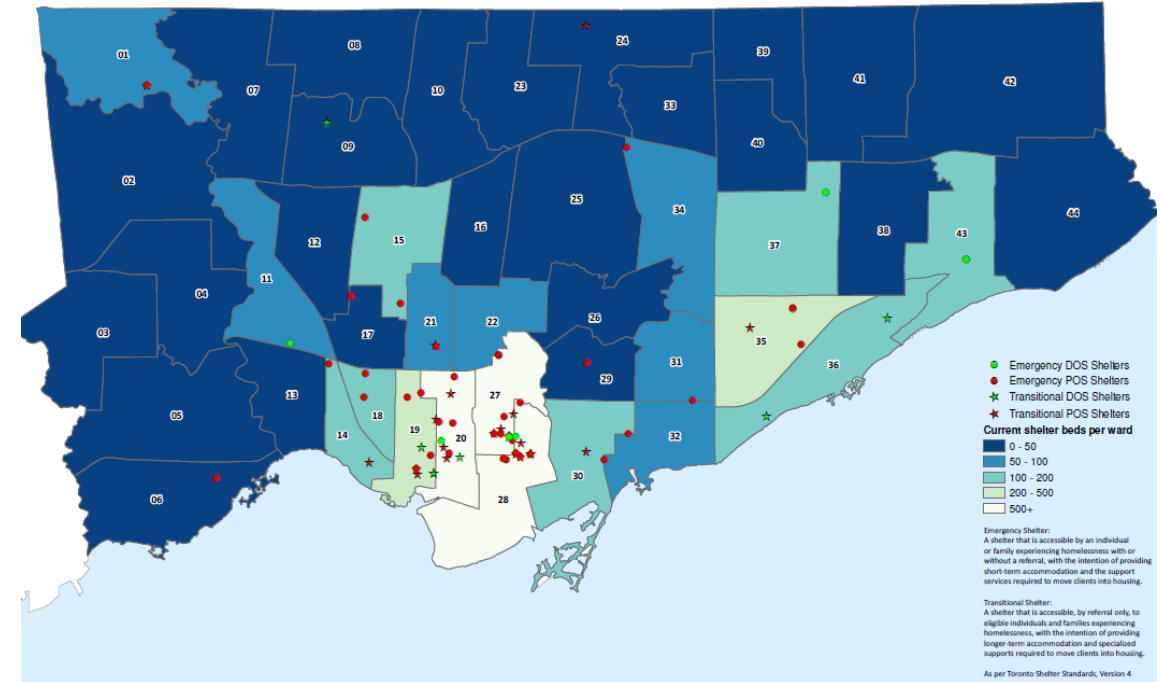 01
08
24
39
41
42
07
10
23
33
09
40
02
25
34
44
12
15
16
38
43
37
11
04
03
21
22
17
26
35
31
36
29
13
05
27
18
19
14
20
32
30
06
28
Emergency DOS Shelters
Emergency POS Shelters
Transitional DOS Shelters
Transitional POS Shelters
Current shelter beds per ward
0 - 50
50 - 100
100 - 200
200 - 500
500+
Emergency Shelter:
A shelter that is accessible by an individual
or family experiencing homelessness with or
without a referral, with the intention of providing
short-term accommodation and the support
services required to move clients into housing.
Transitional Shelter:
A shelter that is accessible, by referral only, to
eligible individuals and families experiencing
homelessness, with the intention of providing
longer-term accommodation and specialized
supports required to move clients into housing.
As per Toronto Shelter Standards, Version 4